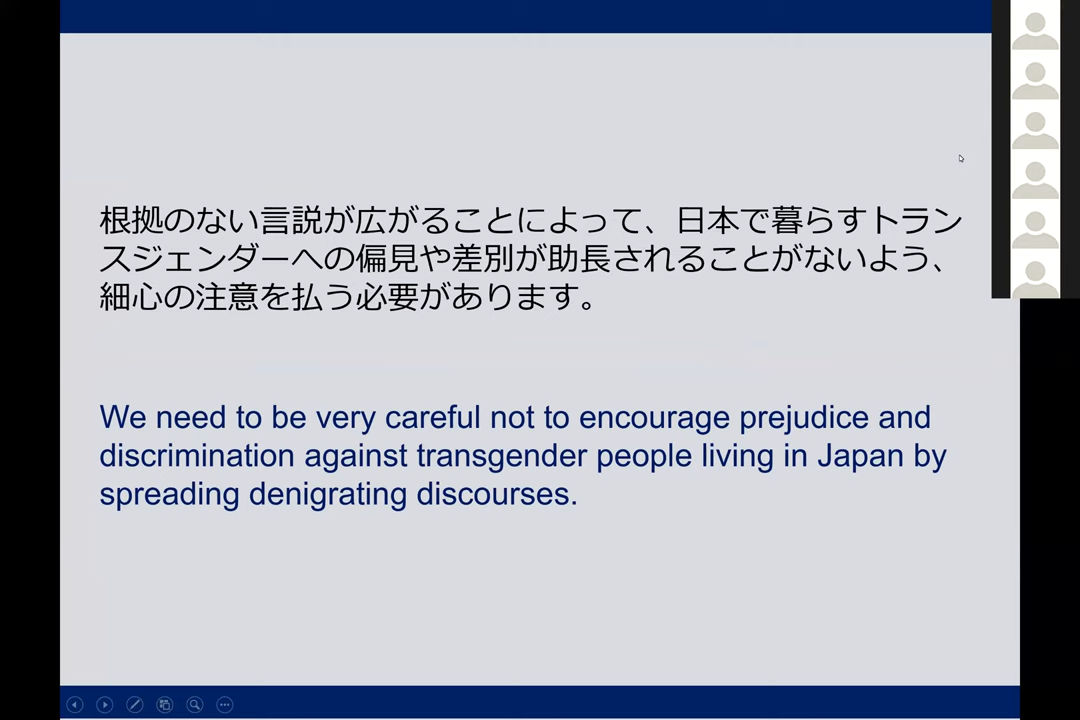 根拠のない言説が広がることによって、日本で暮らすトラン
スジェンダーへの偏見や差別が助長されることがないよう、
細心の注意を払う必要があります。
We need to be very careful not to encourage prejudice and
discrimination against transgender people living in Japan by
spreading denigrating discourses.